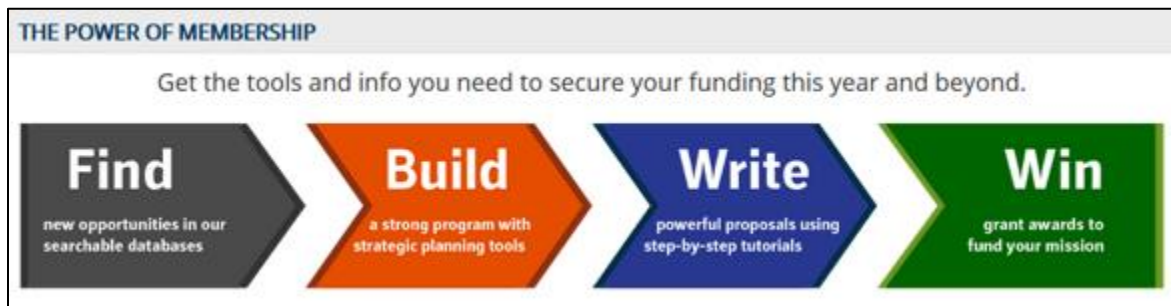 THE POWER OF MEMBERSHIP
Get the tools and info you need to secure your funding this year and beyond.
Find
new opportunities in our
searchable databases
Build
a strong program with
strategic planning tools
Write
powerful proposals using
step-by-step tutorials
Win
grant awards to
fund your mission